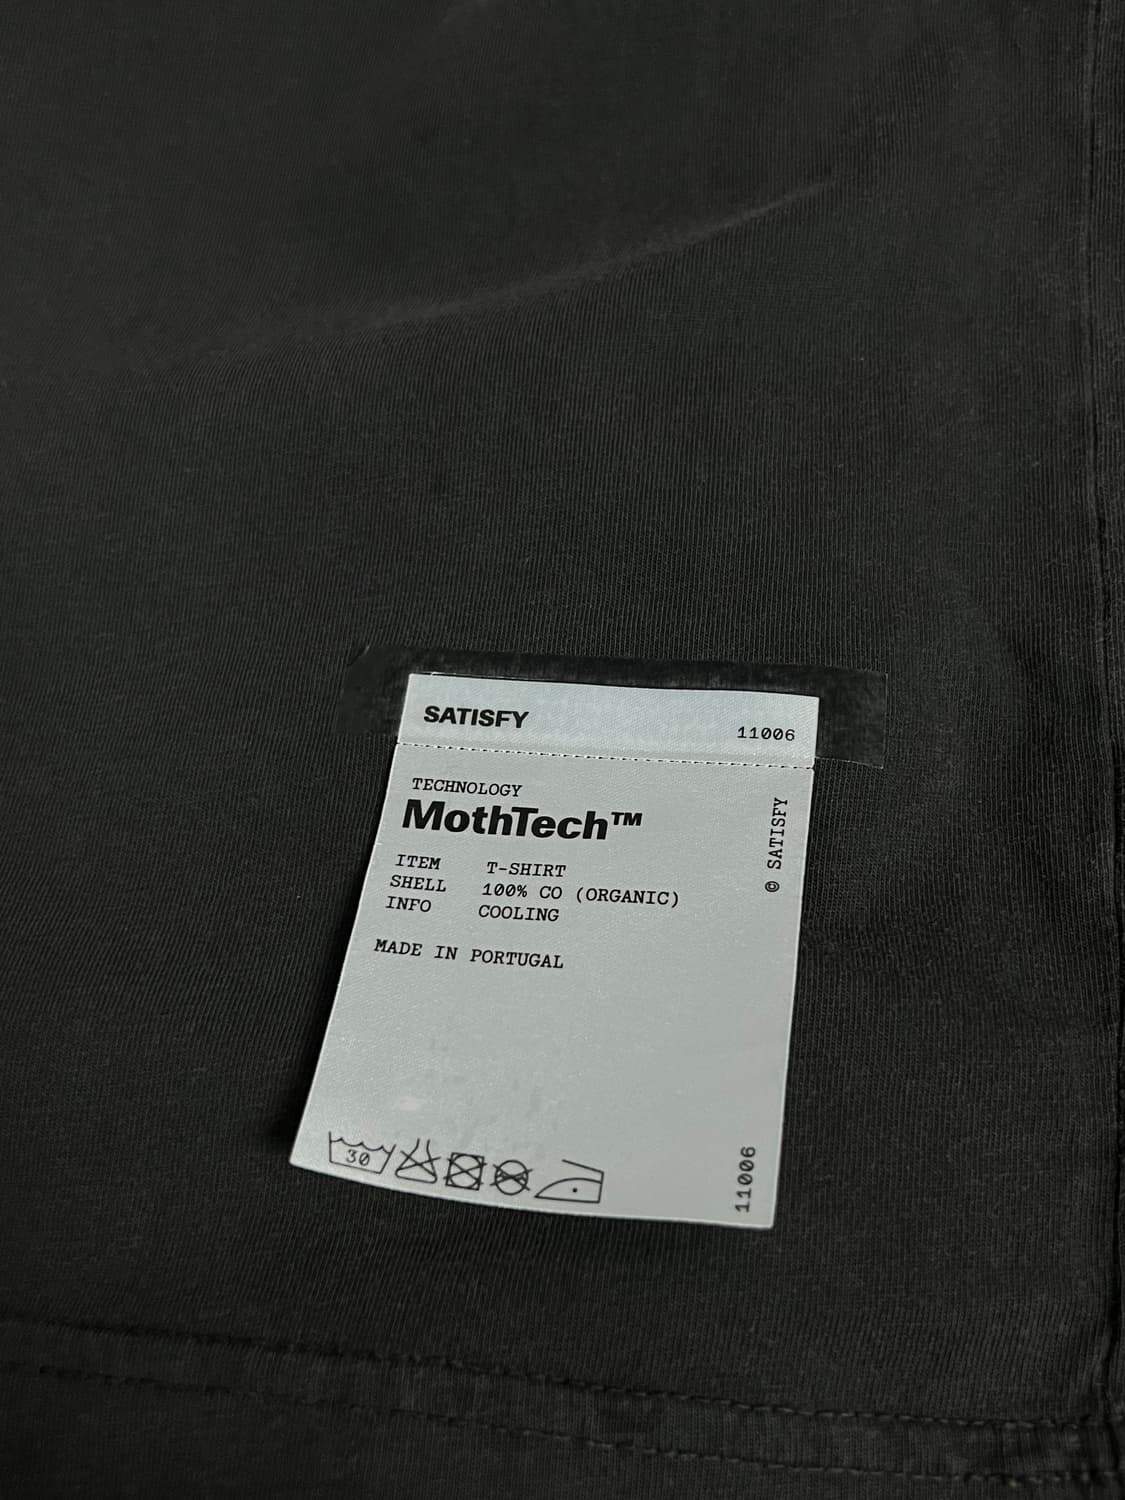 SATISFY
11006
TECHNOLOGY
MothTech™
ITEM T-SHIRT
SHELL 100% CO (ORGANIC)
INFO COOLING
MADE IN PORTUGAL
© SATISFY
30
11006